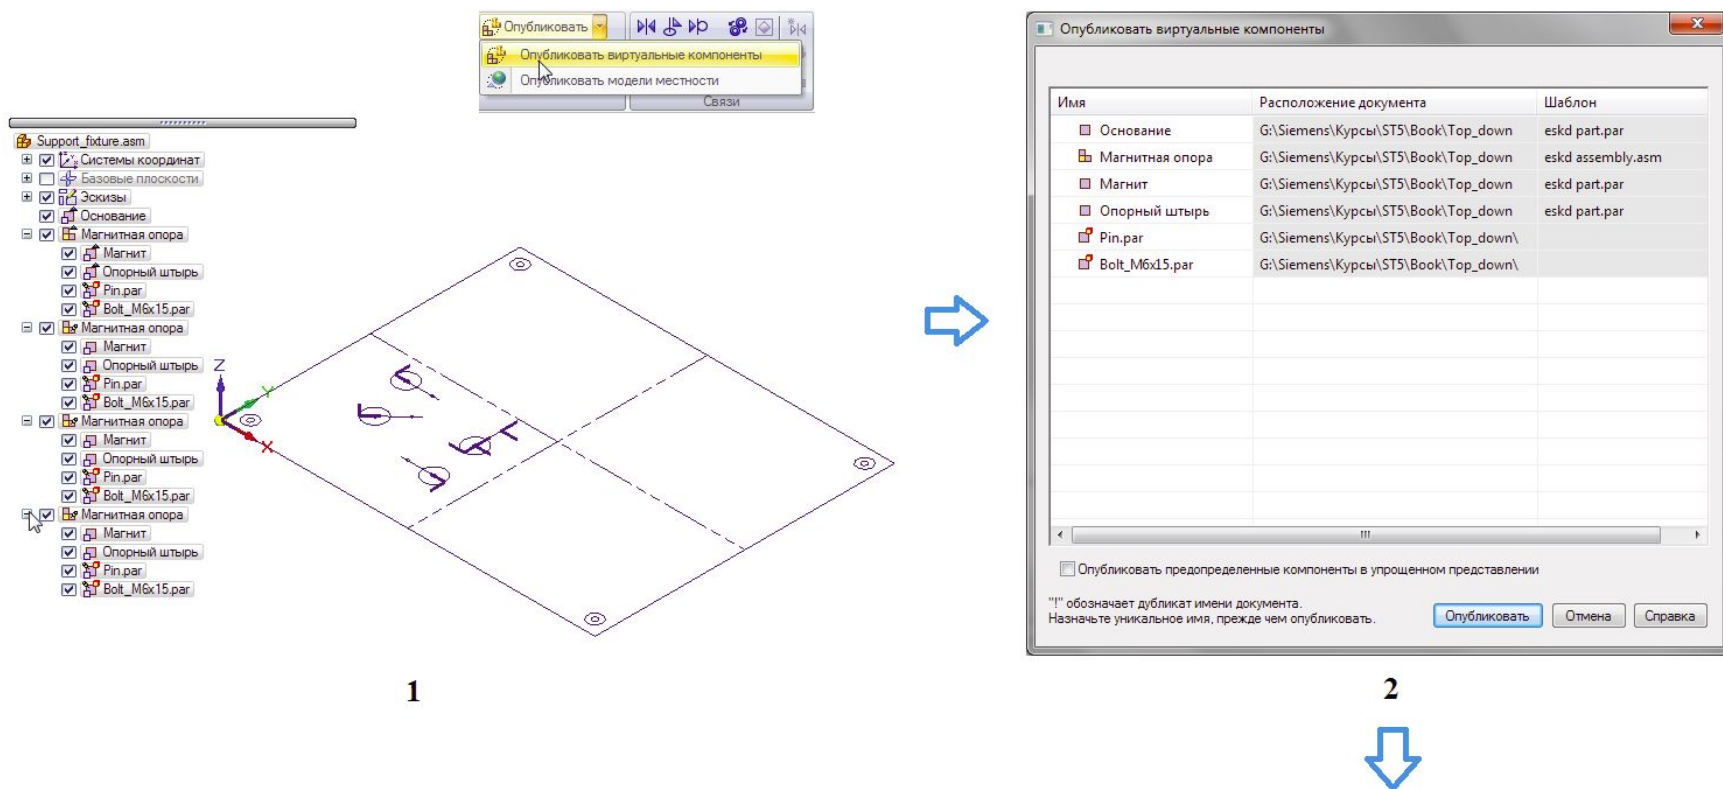 Опубликовать
Опубликовать виртуальные компоненты
Опубликовать модели местности
Связи
Support_fixture.asm
Системы координат
Базовые плоскости
Эскизы
Основание
Магнитная опора
Магнит
Опорный штырь
Pin.par
Bolt_M6x15.par
Магнитная опора
Магнит
Опорный штырь
Pin.par
Bolt_M6x15.par
Магнитная опора
Магнит
Опорный штырь
Pin.par
Bolt_M6x15.par
Магнитная опора
Магнит
Опорный штырь
Pin.par
Bolt_M6x15.par
Z
Y
X
1
Опубликовать виртуальные компоненты
Имя Расположение документа Шаблон
Основание G:\Siemens\Курсы\ST5\Book\Top_down eskd part.par
Магнитная опора G:\Siemens\Курсы\ST5\Book\Top_down eskd assembly.asm
Магнит G:\Siemens\Курсы\ST5\Book\Top_down eskd part.par
Опорный штырь G:\Siemens\Курсы\ST5\Book\Top_down eskd part.par
Pin.par G:\Siemens\Курсы\ST5\Book\Top_down\
Bolt_M6x15.par G:\Siemens\Курсы\ST5\Book\Top_down\
Опубликовать предопределенные компоненты в упрощенном представлении
"!" обозначает дубликат имени документа.
Назначьте уникальное имя, прежде чем опубликовать.
Опубликовать Отмена Справка
2